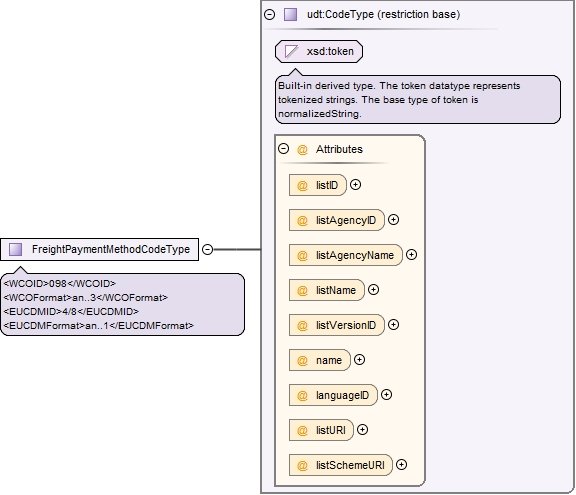 udt:CodeType (restriction base)
xsd:token
Built-in derived type. The token datatype represents
tokenized strings. The base type of token is
normalizedString.
@ Attributes
@ listID
@ listAgencyID
@ listAgencyName
@ listName
@ listVersionID
@ name
@ languageID
@ listURI
@ listSchemeURI
FreightPaymentMethodCodeType
<WCOID>098</WCOID>
<WCOFormat>an..3</WCOFormat>
<EUCDMID>4/8</EUCDMID>
<EUCDMFormat>an..1</EUCDMFormat>